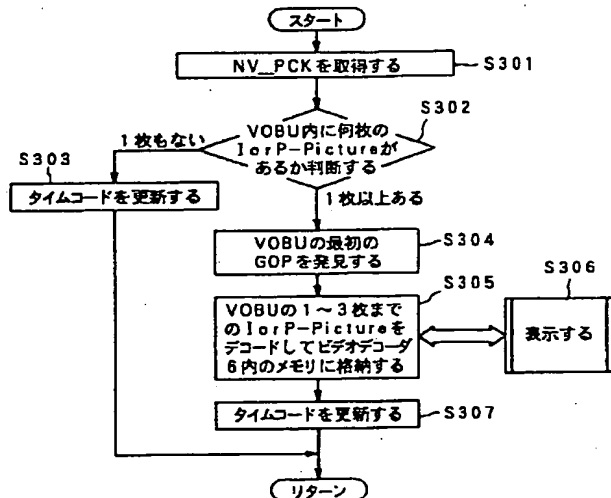 スタート
NV_PCKを取得する
S301
S302
VOBU内に何枚の
IorP-Pictureが
あるか判断する
1枚もない
S303
タイムコードを更新する
1枚以上ある
VOBUの最初の
GOPを発見する
S304
S305
VOBUの1～3枚まで
のIorP-Pictureを
デコードしてビデオデコーダ
6内のメモリに格納する
S306
表示する
タイムコードを更新する
S307
リターン